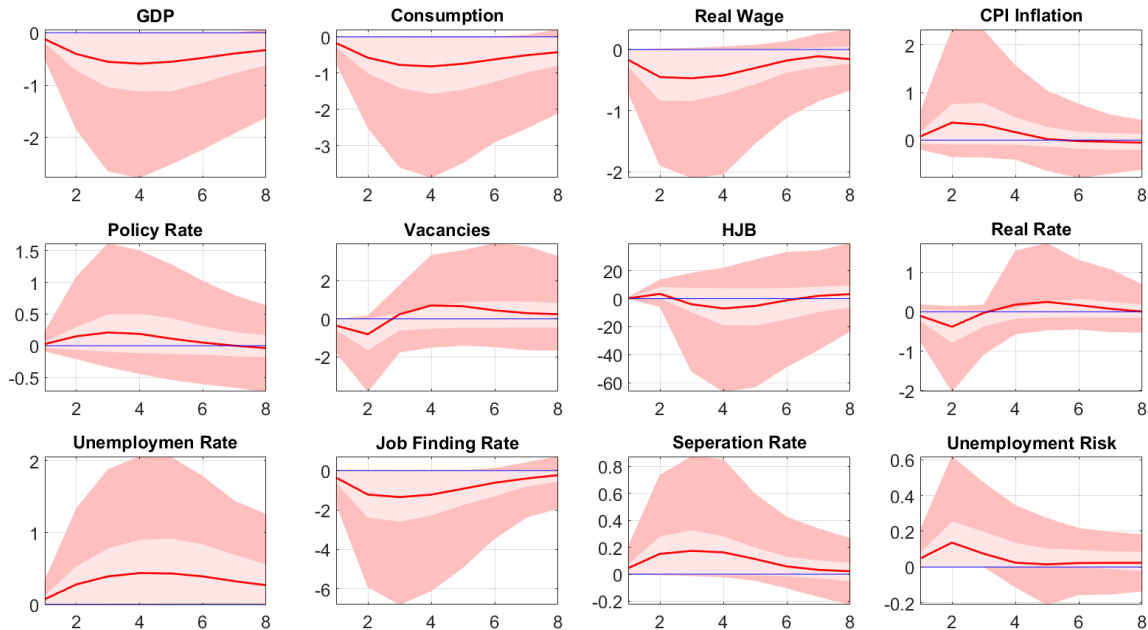 GDP
Consumption
Real Wage
CPI Inflation
0
-1
-2
2 4 6 8
0
-1
-2
-3
2 4 6 8
0
-1
-2
2 4 6 8
2
1
0
2 4 6 8
Policy Rate
Vacancies
HJB
Real Rate
1.5
1
0.5
0
-0.5
2 4 6 8
2
0
-2
2 4 6 8
20
0
-20
-40
-60
2 4 6 8
1
0
-1
-2
2 4 6 8
Unemploymen Rate
Job Finding Rate
Seperation Rate
Unemployment Risk
2
1
0
2 4 6 8
0
-2
-4
-6
2 4 6 8
0.8
0.6
0.4
0.2
0
-0.2
2 4 6 8
0.6
0.4
0.2
0
-0.2
2 4 6 8